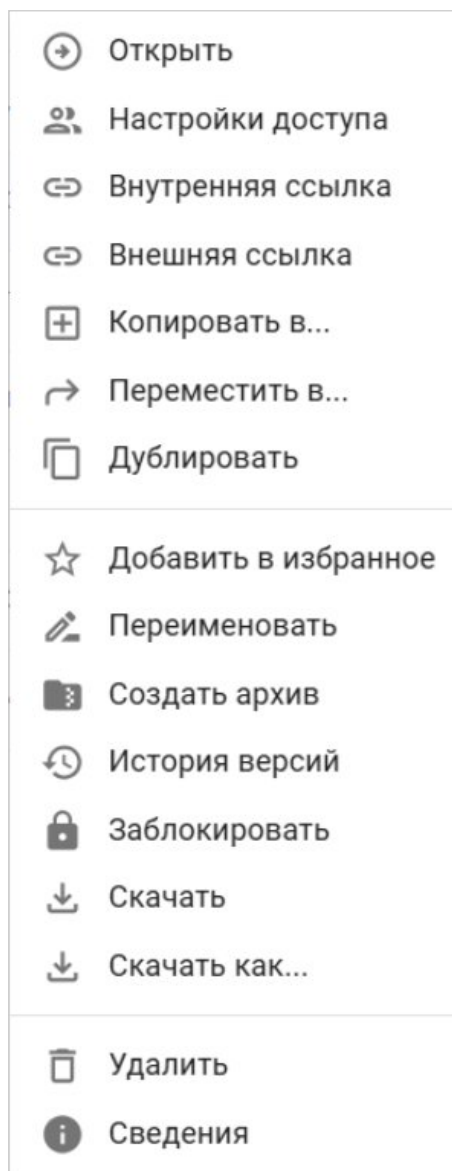 Открыть
Настройки доступа
Внутренняя ссылка
Внешняя ссылка
Копировать в...
Переместить в...
Дублировать
Добавить в избранное
Переименовать
Создать архив
История версий
Заблокировать
Скачать
Скачать как...
Удалить
Сведения